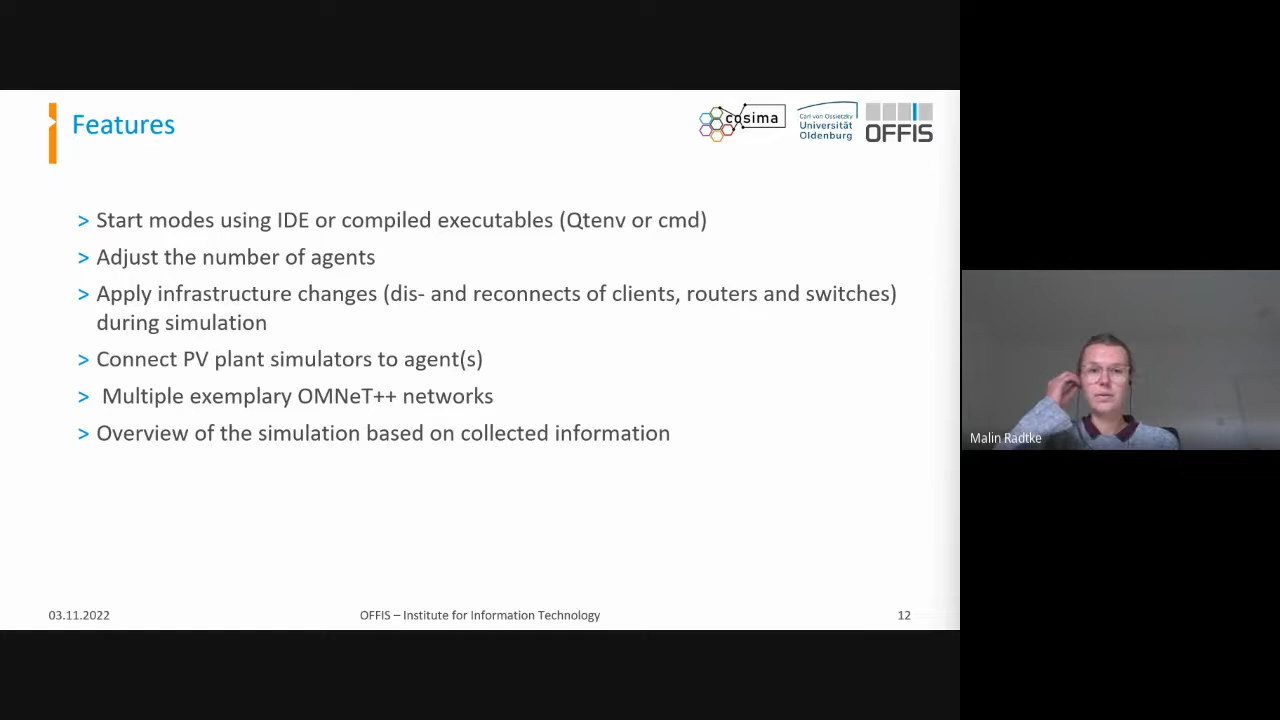 Features
cosima
Carl von Ossietzky
Universität
Oldenburg
OFFIS
> Start modes using IDE or compiled executables (Qtenv or cmd)
> Adjust the number of agents
> Apply infrastructure changes (dis- and reconnects of clients, routers and switches)
during simulation
> Connect PV plant simulators to agent(s)
> Multiple exemplary OMNeT++ networks
> Overview of the simulation based on collected information
03.11.2022
OFFIS – Institute for Information Technology
12
Malin Radtke